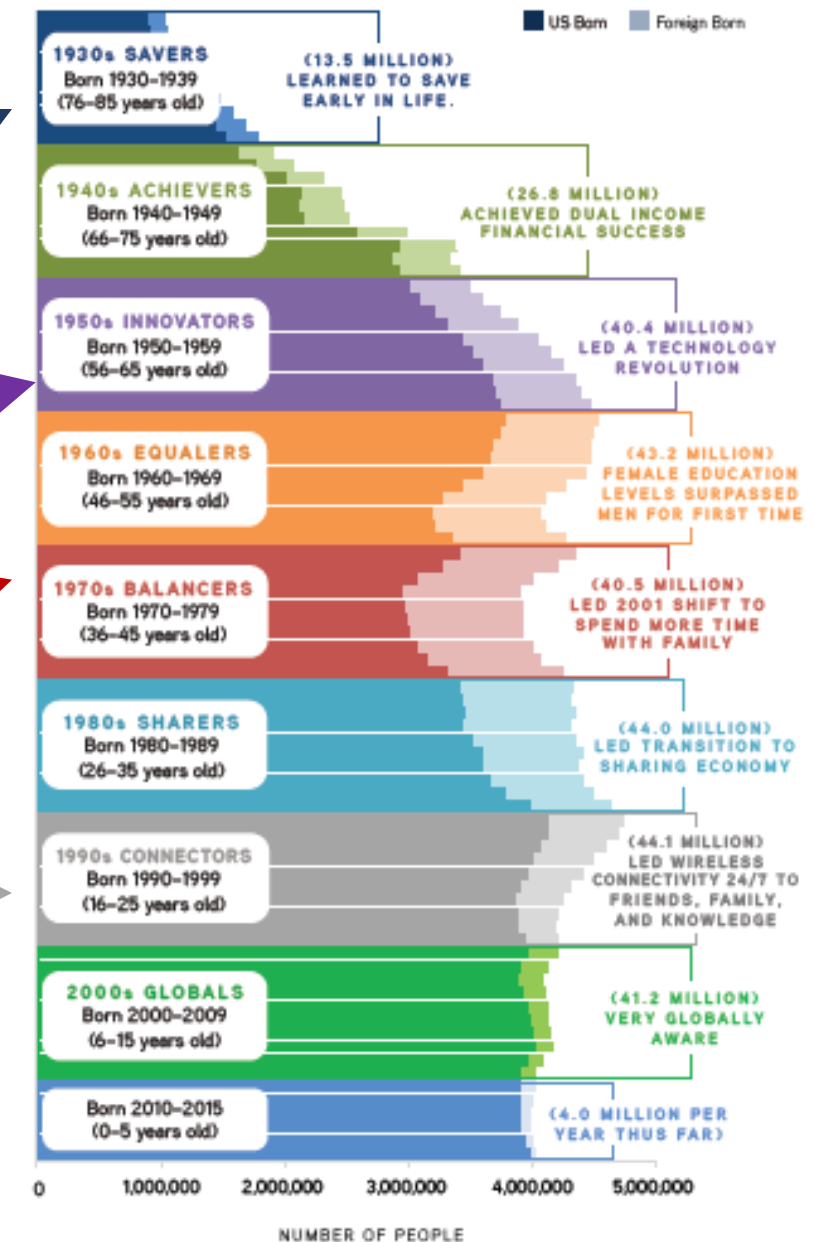 US Born
Foreign Born
1930s SAVERS
Born 1930–1939
(76–85 years old)
(13.5 MILLION)
LEARNED TO SAVE
EARLY IN LIFE.
1940s ACHIEVERS
Born 1940–1949
(66–75 years old)
(26.8 MILLION)
ACHIEVED DUAL INCOME
FINANCIAL SUCCESS
1950s INNOVATORS
Born 1950–1959
(56–65 years old)
(40.4 MILLION)
LED A TECHNOLOGY
REVOLUTION
1960s EQUALERS
Born 1960–1969
(46–55 years old)
(43.2 MILLION)
FEMALE EDUCATION
LEVELS SURPASSED
MEN FOR FIRST TIME
1970s BALANCERS
Born 1970–1979
(36–45 years old)
(40.5 MILLION)
LED 2001 SHIFT TO
SPEND MORE TIME
WITH FAMILY
1980s SHARERS
Born 1980–1989
(26–35 years old)
(44.0 MILLION)
LED TRANSITION TO
SHARING ECONOMY
1990s CONNECTORS
Born 1990–1999
(16–25 years old)
(44.1 MILLION)
LED WIRELESS
CONNECTIVITY 24/7 TO
FRIENDS, FAMILY,
AND KNOWLEDGE
2000s GLOBALS
Born 2000–2009
(6–15 years old)
(41.2 MILLION)
VERY GLOBALLY
AWARE
Born 2010–2015
(0–5 years old)
(4.0 MILLION PER
YEAR THUS FAR)
0 1,000,000 2,000,000 3,000,000 4,000,000 5,000,000
NUMBER OF PEOPLE